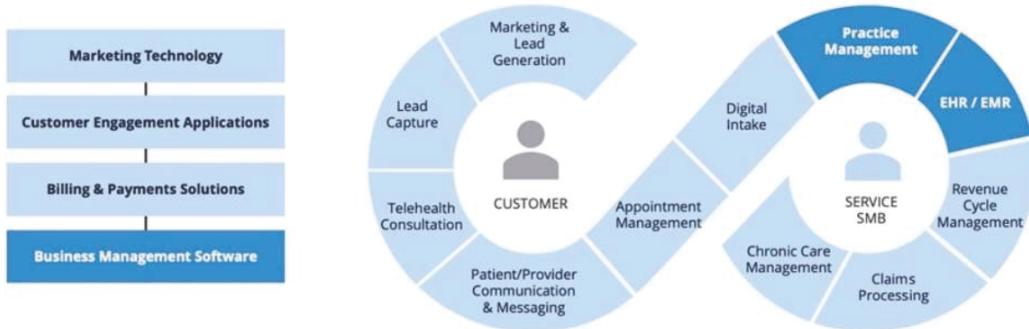 Marketing Technology
Customer Engagement Applications
Billing & Payments Solutions
Business Management Software
Marketing &
Lead
Generation
Lead
Capture
Telehealth
Consultation
Patient/Provider
Communication
& Messaging
CUSTOMER
Appointment
Management
Digital
Intake
Practice
Management
EHR / EMR
Revenue
Cycle
Management
Claims
Processing
Chronic Care
Management
SERVICE
SMB